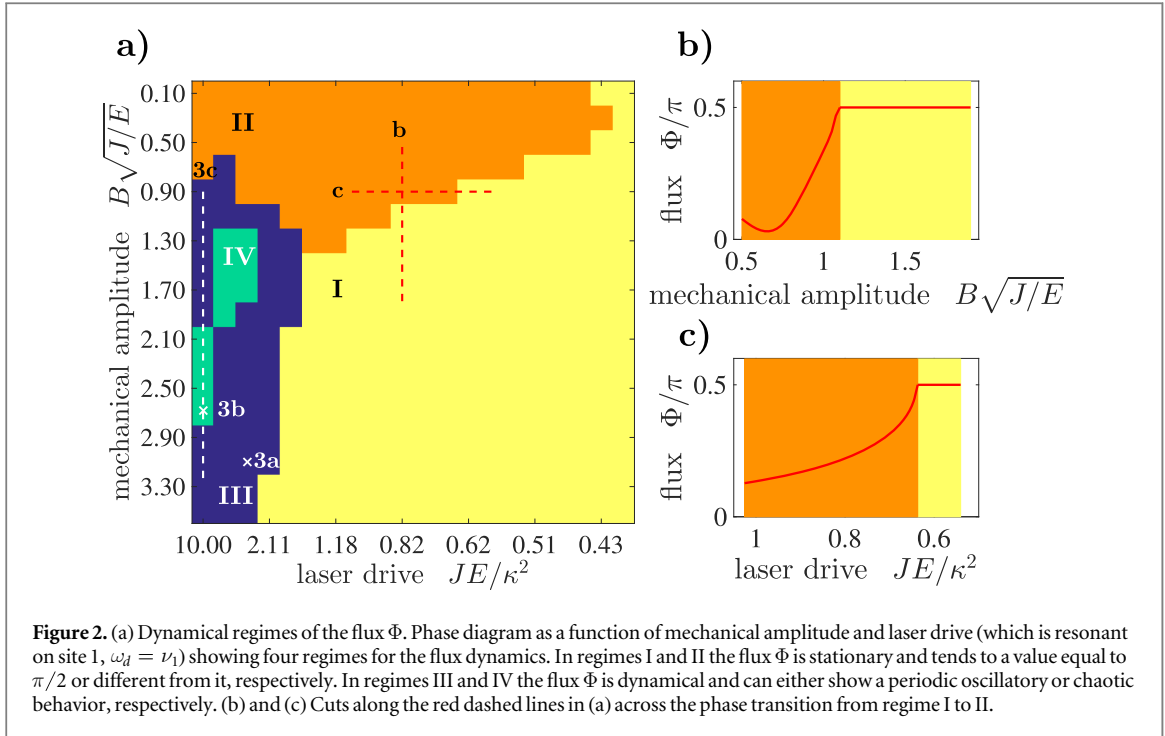 a)
mechanical amplitude B√J/E
0.10
0.50
0.90
1.30
1.70
2.10
2.50
2.90
3.30
II
b
3c
c
IV
I
3b
3a
III
10.00 2.11 1.18 0.82 0.62 0.51 0.43
laser drive JE/κ²
b)
flux Φ/π
0.5
0
0.5 1 1.5
mechanical amplitude B√J/E
c)
flux Φ/π
0.5
0
1 0.8 0.6
laser drive JE/κ²
Figure 2. (a) Dynamical regimes of the flux Φ. Phase diagram as a function of mechanical amplitude and laser drive (which is resonant
on site 1, ω_d = ν₁) showing four regimes for the flux dynamics. In regimes I and II the flux Φ is stationary and tends to a value equal to
π/2 or different from it, respectively. In regimes III and IV the flux Φ is dynamical and can either show a periodic oscillatory or chaotic
behavior, respectively. (b) and (c) Cuts along the red dashed lines in (a) across the phase transition from regime I to II.